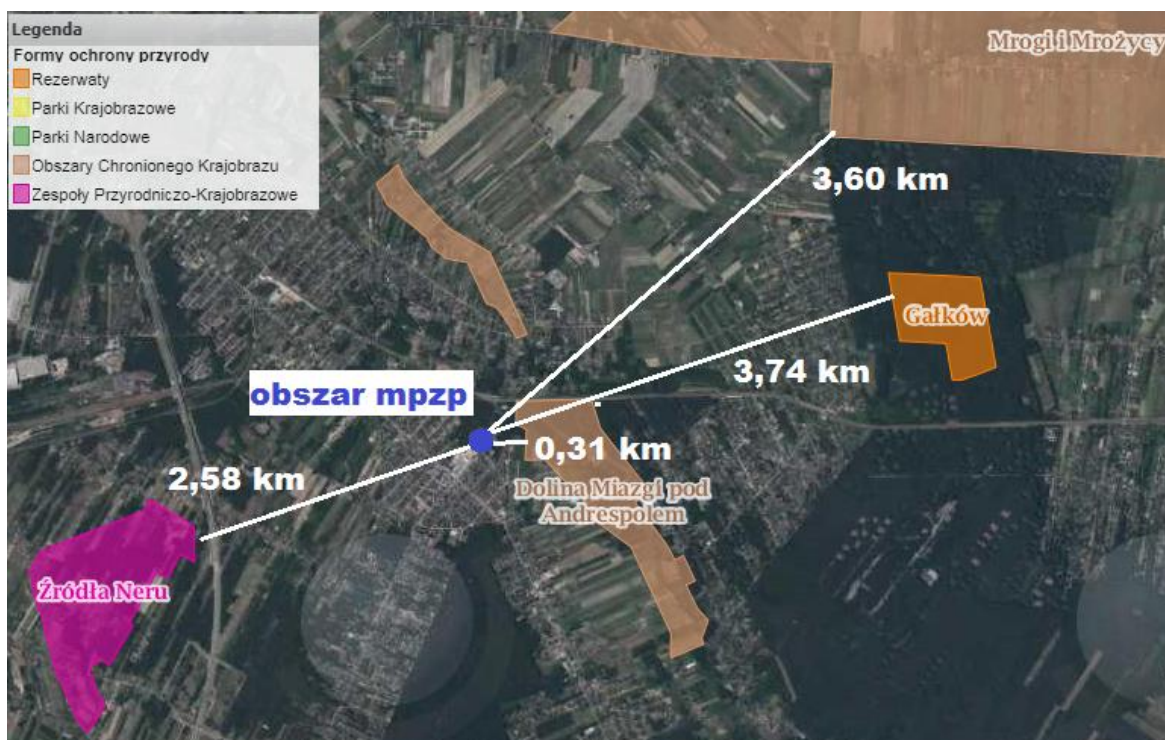 Legenda
Formy ochrony przyrody
Rezerwaty
Parki Krajobrazowe
Parki Narodowe
Obszary Chronionego Krajobrazu
Zespoły Przyrodniczo-Krajobrazowe
Mrogi i Mrożycy
3,60 km
Gałków
3,74 km
obszar mpzp
0,31 km
2,58 km
Dolina Miazgi pod
Andrespolem
Źródła Neru